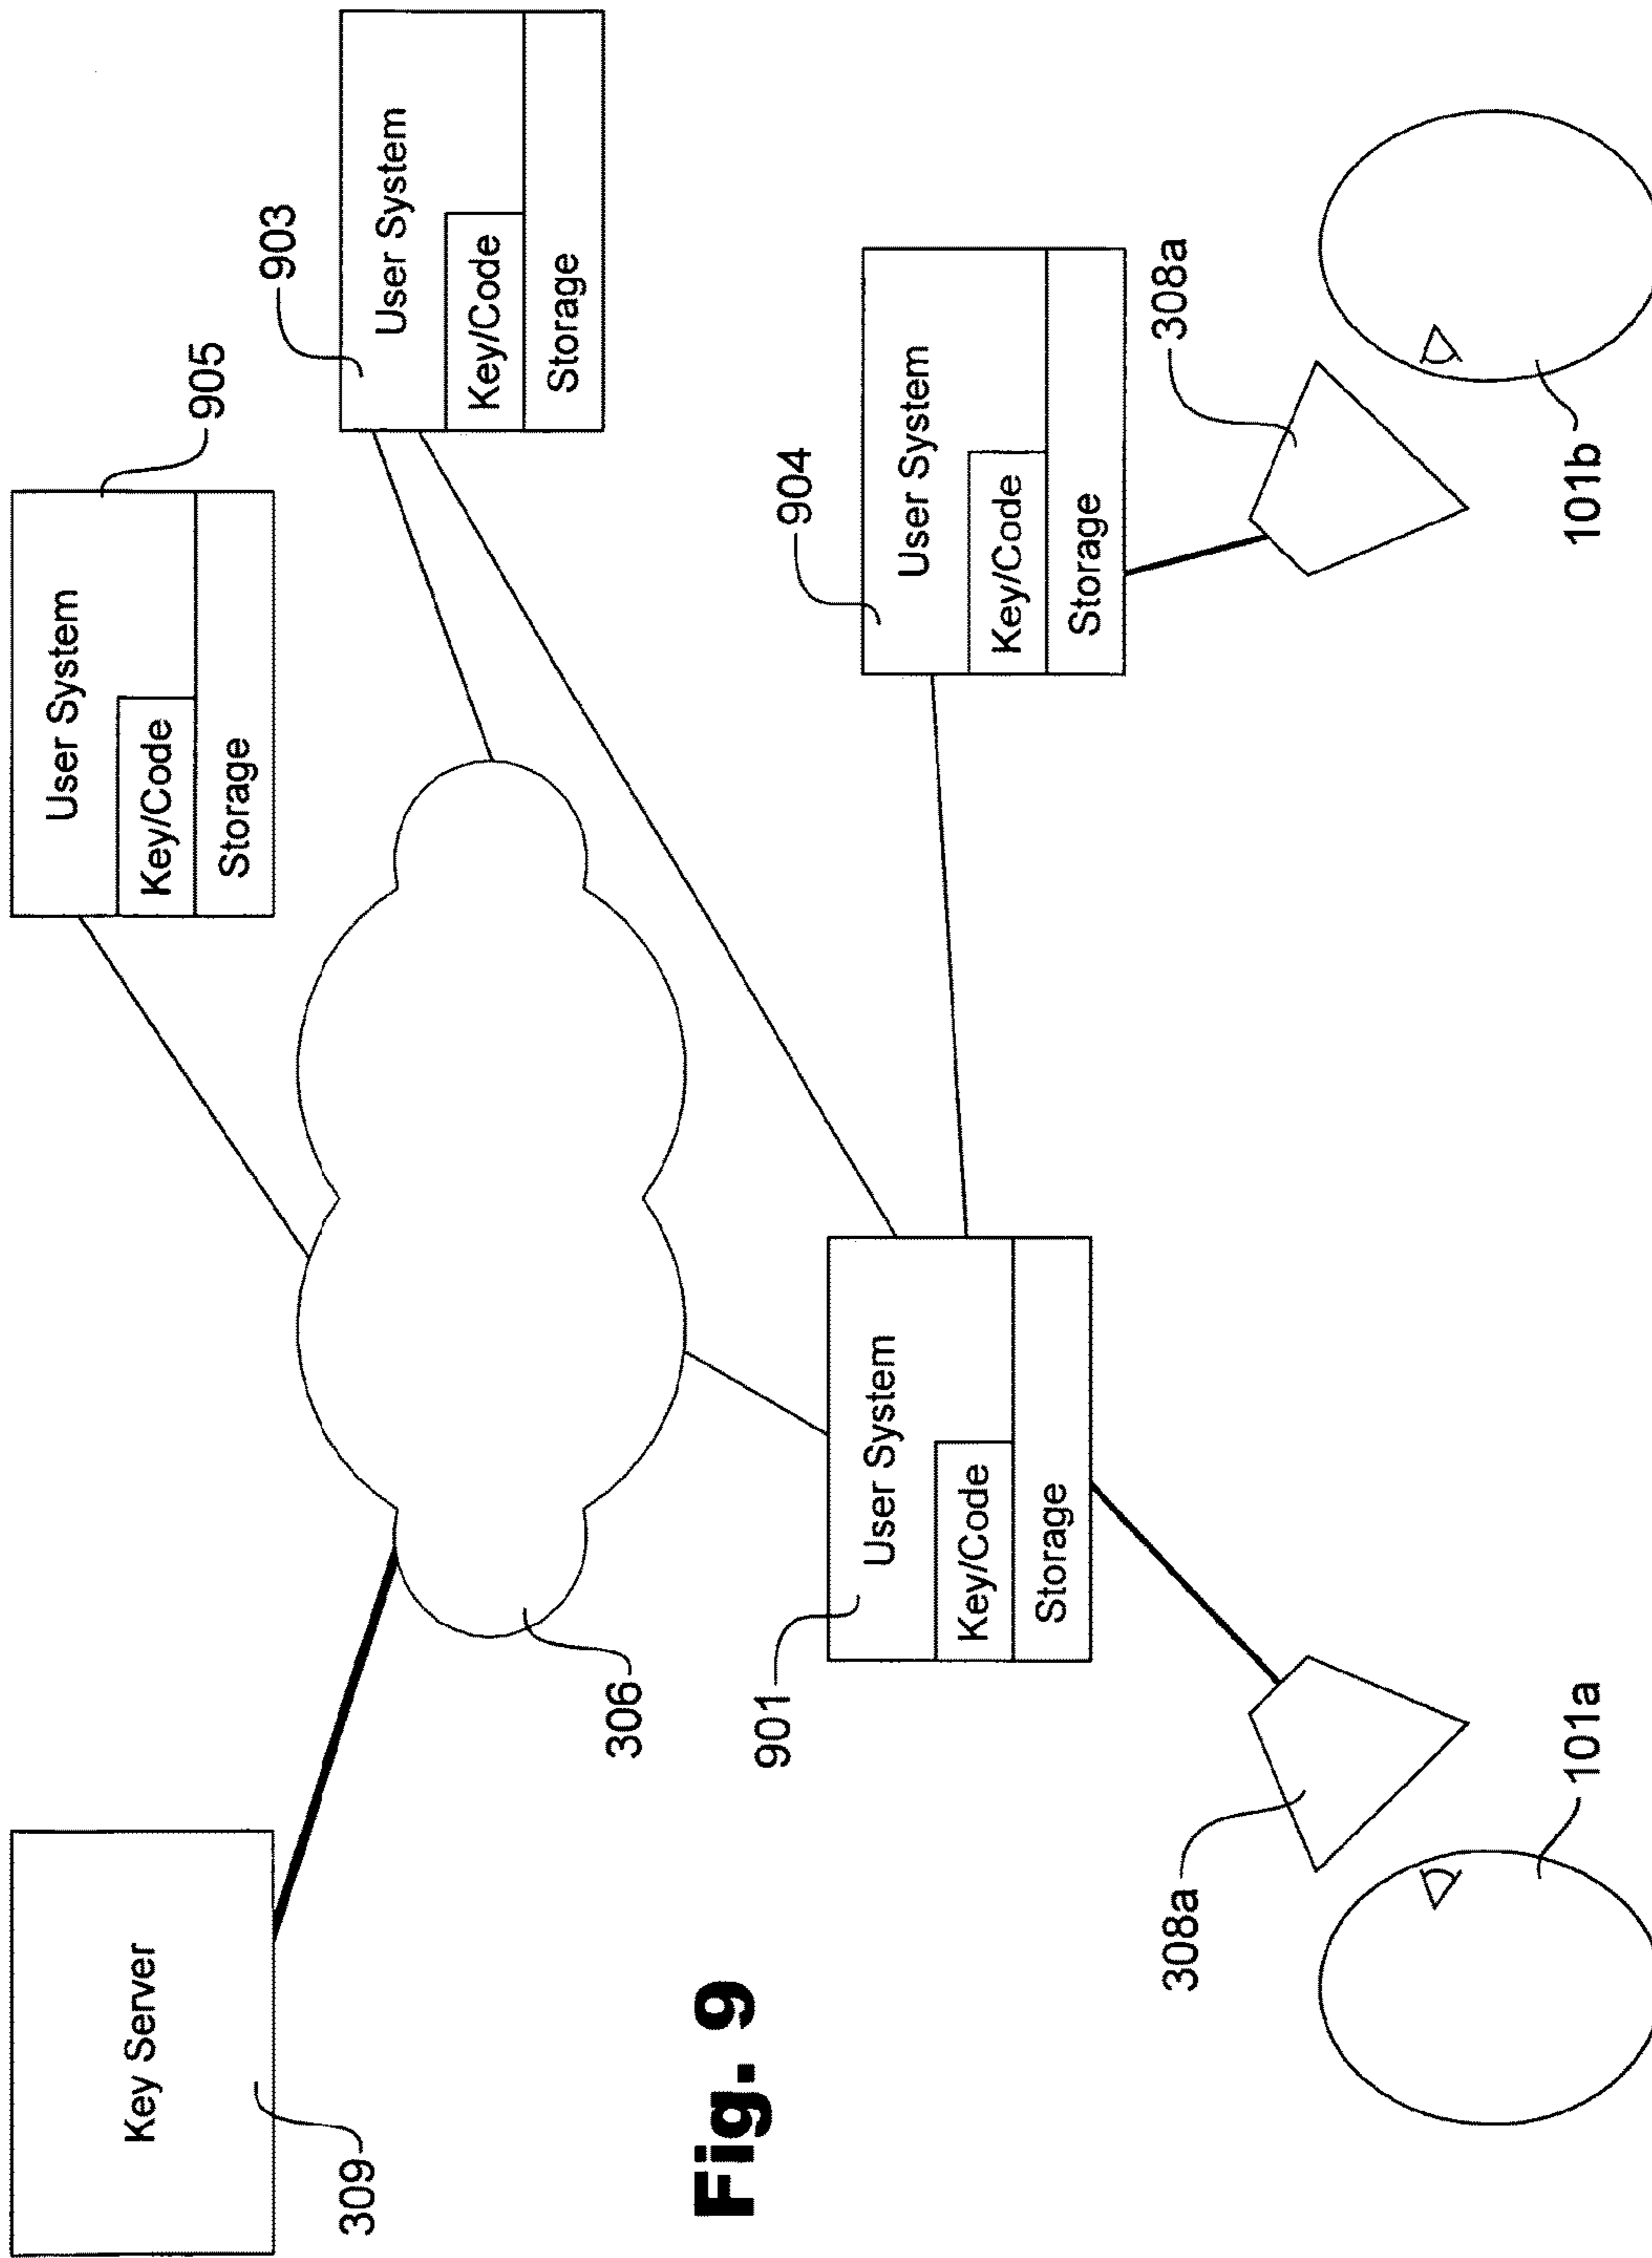 Key Server
309
User System
Key/Code
Storage
905
User System
Key/Code
Storage
903
306
Fig. 9
901
User System
Key/Code
Storage
904
User System
Key/Code
Storage
308a
308a
101a
101b